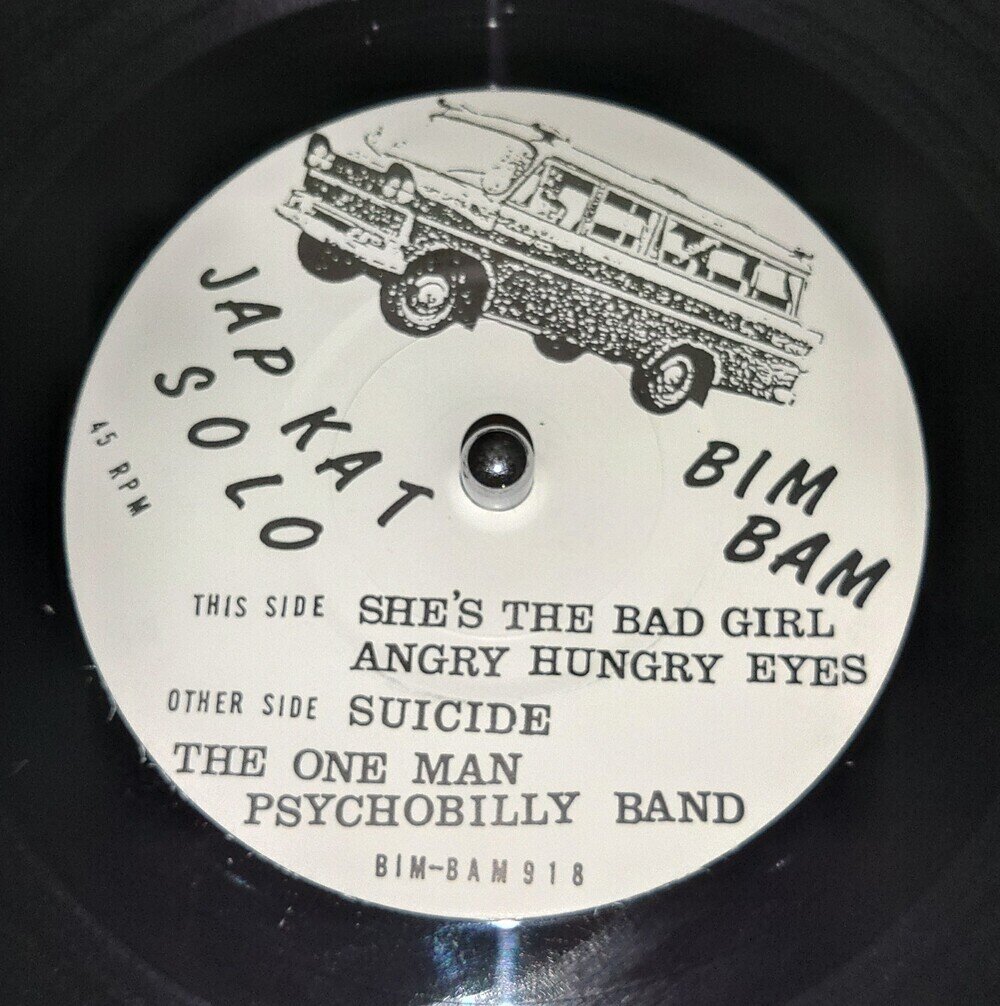 JAP KAT
SOLO
45 RPM
BIM
BAM
THIS SIDE SHE'S THE BAD GIRL
ANGRY HUNGRY EYES
OTHER SIDE SUICIDE
THE ONE MAN
PSYCHOBILLY BAND
BIM-BAM 918